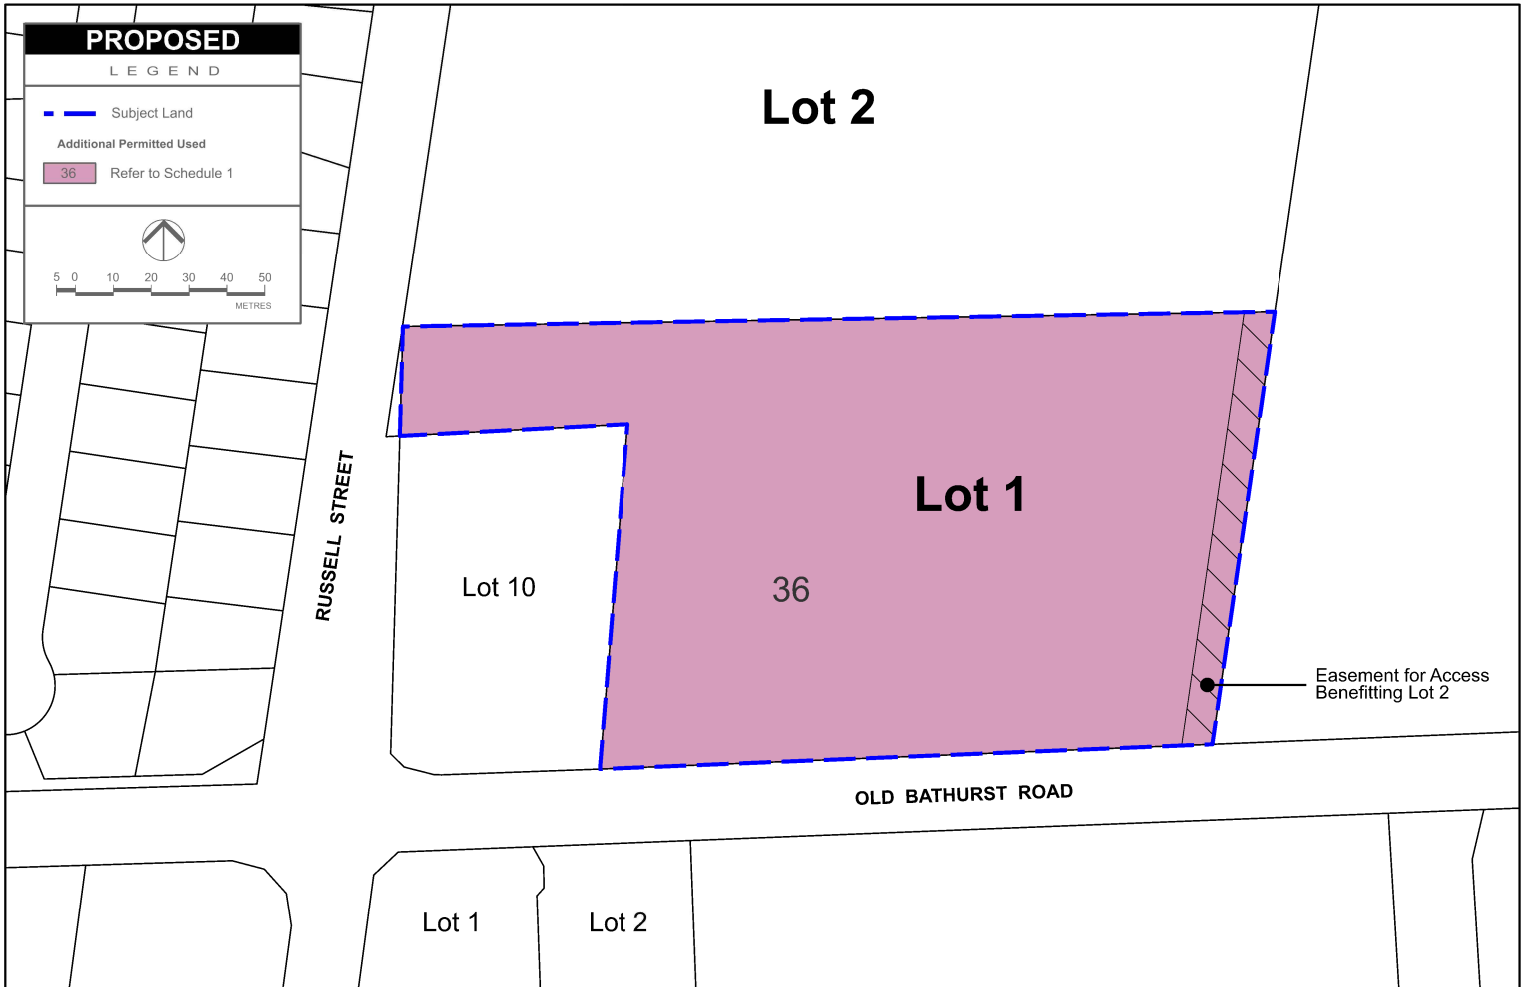 PROPOSED
LEGEND
Subject Land
Additional Permitted Used
36 Refer to Schedule 1
5 0 10 20 30 40 50
METRES
Lot 2
Lot 1
RUSSELL STREET
Lot 10
36
Easement for Access
Benefitting Lot 2
OLD BATHURST ROAD
Lot 1
Lot 2